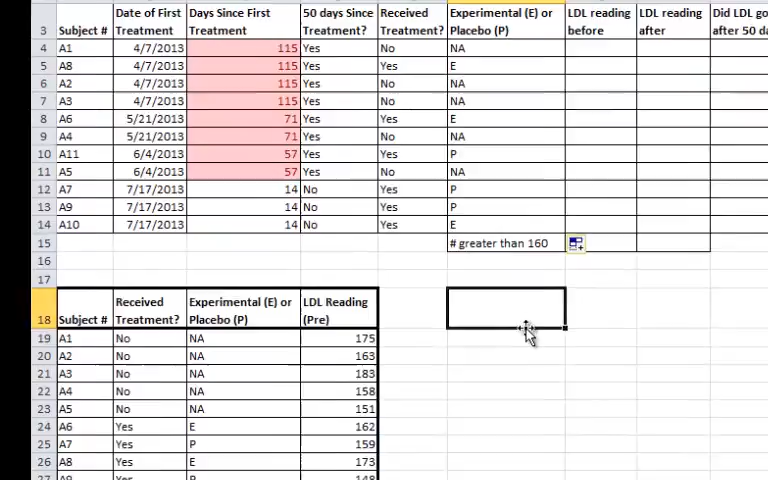 Date of First Days Since First 50 days Since Received Experimental (E) or LDL reading LDL reading Did LDL go
3 Subject # Treatment Treatment Treatment? Treatment? Placebo (P) before after after 50 da
4 A1 4/7/2013 115 Yes No NA
5 A8 4/7/2013 115 Yes Yes E
6 A2 4/7/2013 115 Yes No NA
7 A3 4/7/2013 115 Yes No NA
8 A6 5/21/2013 71 Yes Yes E
9 A4 5/21/2013 71 Yes No NA
10 A11 6/4/2013 57 Yes Yes P
11 A5 6/4/2013 57 Yes No NA
12 A7 7/17/2013 14 No Yes P
13 A9 7/17/2013 14 No Yes P
14 A10 7/17/2013 14 No Yes E
15 # greater than 160
16
17
Received Experimental (E) or LDL Reading
18 Subject # Treatment? Placebo (P) (Pre)
19 A1 No NA 175
20 A2 No NA 163
21 A3 No NA 183
22 A4 No NA 158
23 A5 No NA 151
24 A6 Yes E 162
25 A7 Yes P 159
26 A8 Yes E 173
27 A9 Yes P 148